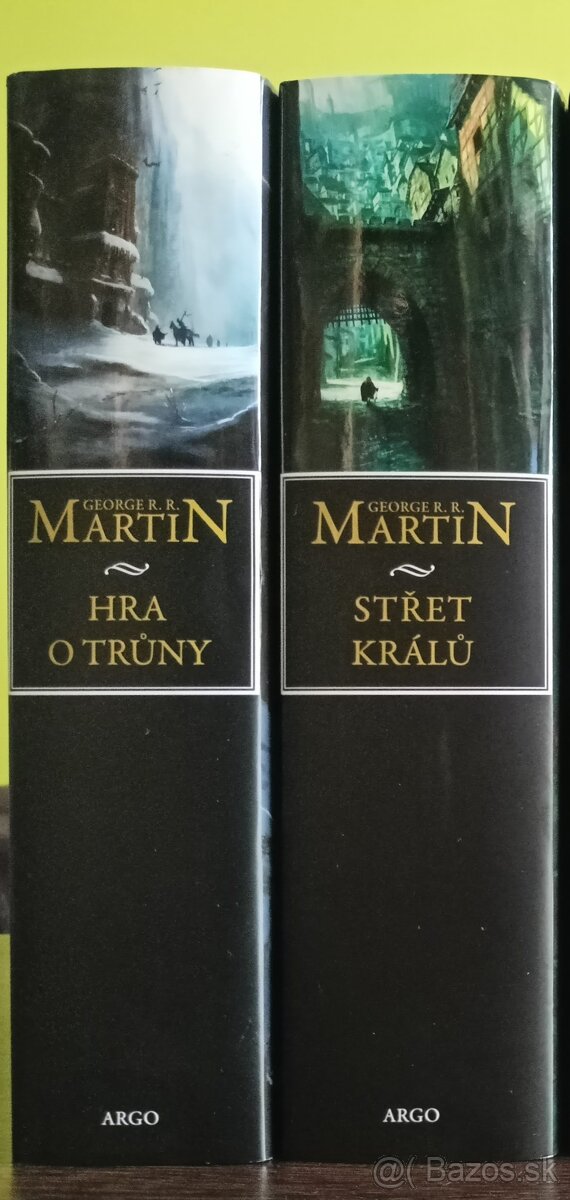 GEORGE R. R.
MARTIN
HRA
O TRŮNY
ARGO
GEORGE R. R.
MARTIN
STŘET
KRÁLŮ
ARGO
@( Bazos.sk